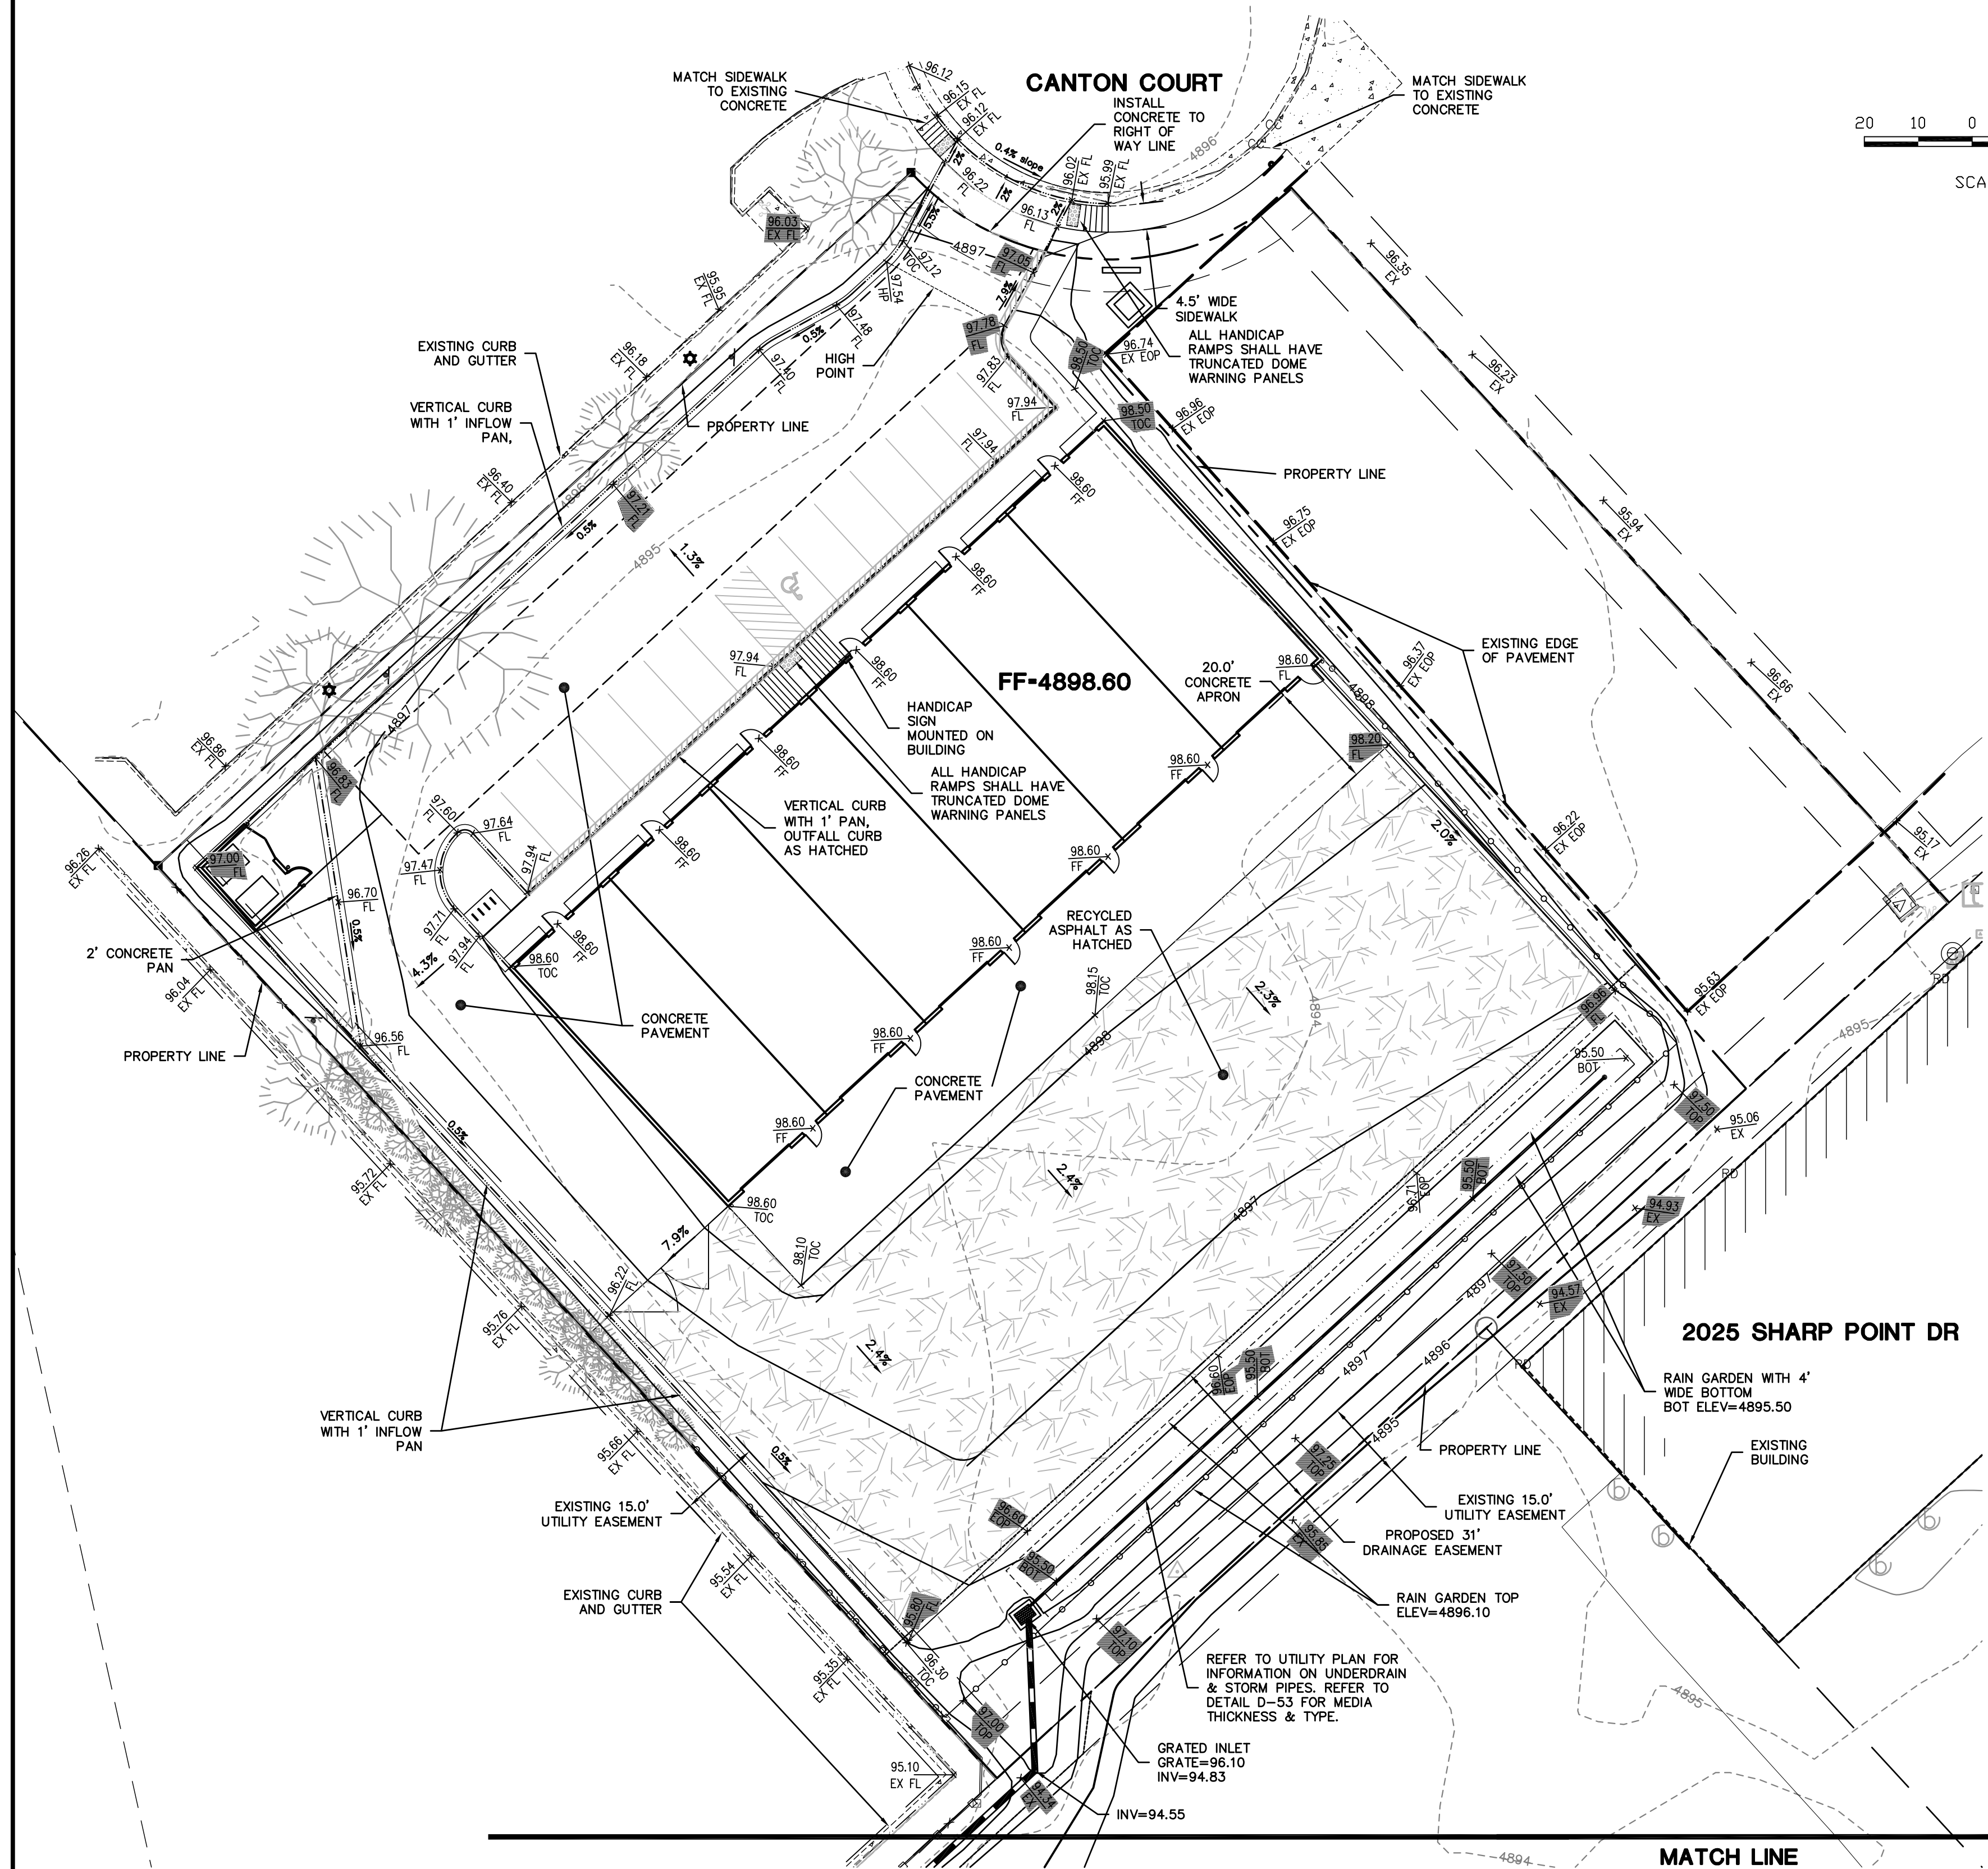 CANTON COURT
MATCH SIDEWALK
TO EXISTING
CONCRETE
INSTALL
CONCRETE TO
RIGHT OF
WAY LINE
MATCH SIDEWALK
TO EXISTING
CONCRETE
20 10 0
SCA
96.12
96.15
EX FL
96.12
EX FL
0.4% slope
2%
96.22
FL
2%
96.02
EX FL
95.99
EX FL
4896
96.13
FL
2%
5.5%
96.03
EX FL
4897
97.05
FL
97.12
TOC
97.54
HP
7.9%
95.95
EX FL
97.48
FL
0.5%
HIGH
POINT
97.78
FL
97.83
FL
98.50
TOC
96.74
EX EOP
4.5' WIDE
SIDEWALK
ALL HANDICAP
RAMPS SHALL HAVE
TRUNCATED DOME
WARNING PANELS
96.35
EX
96.23
EX
EXISTING CURB
AND GUTTER
96.18
EX FL
97.40
FL
VERTICAL CURB
WITH 1' INFLOW
PAN,
PROPERTY LINE
97.94
FL
98.50
TOC
96.96
EX EOP
97.94
FL
98.60
FF
PROPERTY LINE
96.40
EX FL
4896
97.21
FL
0.5%
4895
1.3%
96.75
EX EOP
95.94
EX
98.60
FF
98.60
FF
97.94
FL
FF=4898.60
20.0'
CONCRETE
APRON
98.60
FL
4898
96.37
EX EOP
EXISTING EDGE
OF PAVEMENT
96.66
EX
HANDICAP
SIGN
MOUNTED ON
BUILDING
4897
96.86
EX FL
96.83
FL
98.60
FF
98.60
FF
98.20
FL
ALL HANDICAP
RAMPS SHALL HAVE
TRUNCATED DOME
WARNING PANELS
VERTICAL CURB
WITH 1' PAN,
OUTFALL CURB
AS HATCHED
97.60
FL
97.64
FL
98.60
FF
96.22
EX EOP
2.0%
95.17
EX
96.26
EX FL
97.00
FL
97.47
FL
97.94
FL
98.60
FF
96.70
FL
0.5%
97.71
FL
97.94
FL
98.60
FF
RECYCLED
ASPHALT AS
HATCHED
2' CONCRETE
PAN
4.3%
98.60
TOC
98.60
FF
96.04
EX FL
98.15
TOC
2.3%
4894
96.96
FL
95.63
EX EOP
RD
CONCRETE
PAVEMENT
98.60
FF
4898
4895
PROPERTY LINE
96.56
FL
95.50
BOT
CONCRETE
PAVEMENT
97.50
TOP
95.06
EX
0.5%
98.60
FF
95.72
EX FL
2.4%
95.50
BOT
96.71
EOP
RD
98.60
TOC
4897
94.93
EX
7.9%
98.10
TOC
96.22
FL
97.50
TOP
4897
94.57
EX
95.76
EX FL
2.4%
4896
4897
2025 SHARP POINT DR
RD
96.60
EOP
95.50
BOT
RAIN GARDEN WITH 4'
WIDE BOTTOM
BOT ELEV=4895.50
VERTICAL CURB
WITH 1' INFLOW
PAN
95.66
EX FL
0.5%
4895
PROPERTY LINE
97.25
TOP
EXISTING
BUILDING
EXISTING 15.0'
UTILITY EASEMENT
96.60
EOP
EXISTING 15.0'
UTILITY EASEMENT
95.85
EX
PROPOSED 31'
DRAINAGE EASEMENT
95.54
EX FL
95.50
BOT
EXISTING CURB
AND GUTTER
95.80
FL
RAIN GARDEN TOP
ELEV=4896.10
97.10
TOP
95.35
EX FL
96.30
TOC
REFER TO UTILITY PLAN FOR
INFORMATION ON UNDERDRAIN
& STORM PIPES. REFER TO
DETAIL D-53 FOR MEDIA
THICKNESS & TYPE.
4895
97.00
TOP
GRATED INLET
GRATE=96.10
INV=94.83
95.10
EX FL
94.34
EX
INV=94.55
4894
MATCH LINE